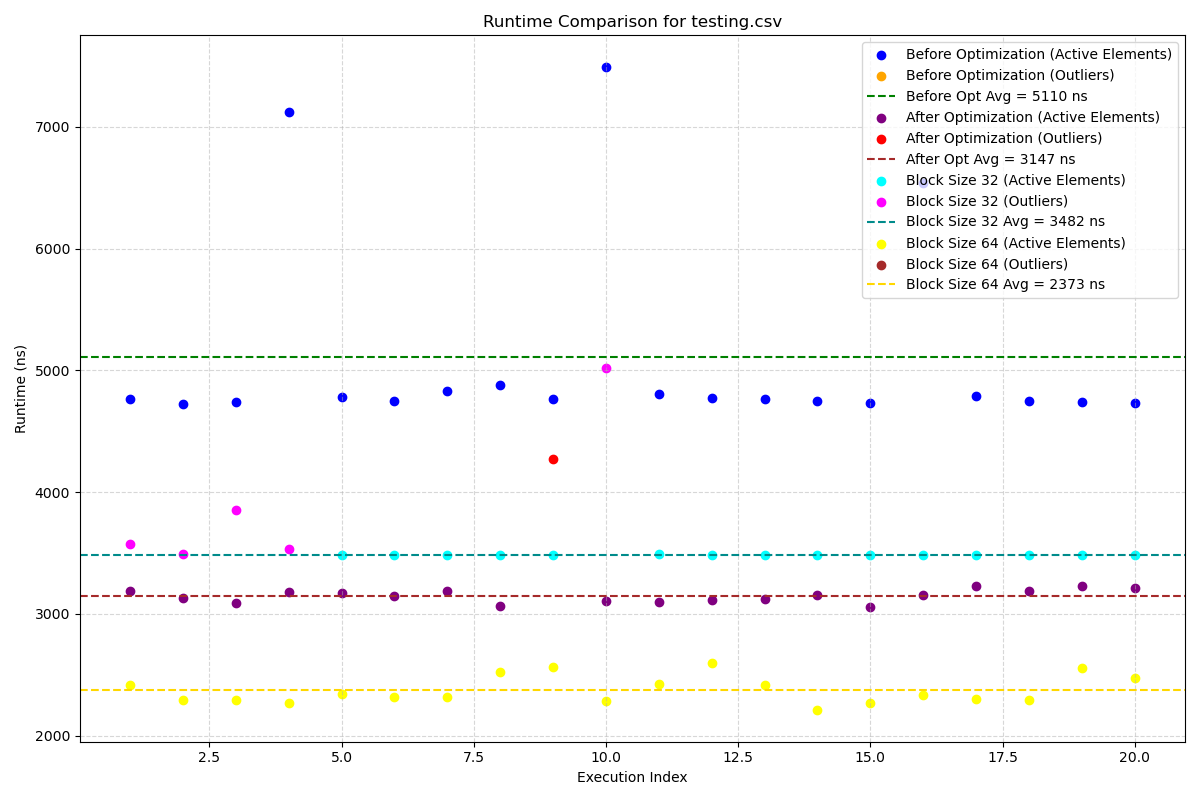 Runtime Comparison for testing.csv
Before Optimization (Active Elements)
Before Optimization (Outliers)
Before Opt Avg = 5110 ns
After Optimization (Active Elements)
After Optimization (Outliers)
After Opt Avg = 3147 ns
Block Size 32 (Active Elements)
Block Size 32 (Outliers)
Block Size 32 Avg = 3482 ns
Block Size 64 (Active Elements)
Block Size 64 (Outliers)
Block Size 64 Avg = 2373 ns
Runtime (ns)
7000
6000
5000
4000
3000
2000
2.5 5.0 7.5 10.0 12.5 15.0 17.5 20.0
Execution Index